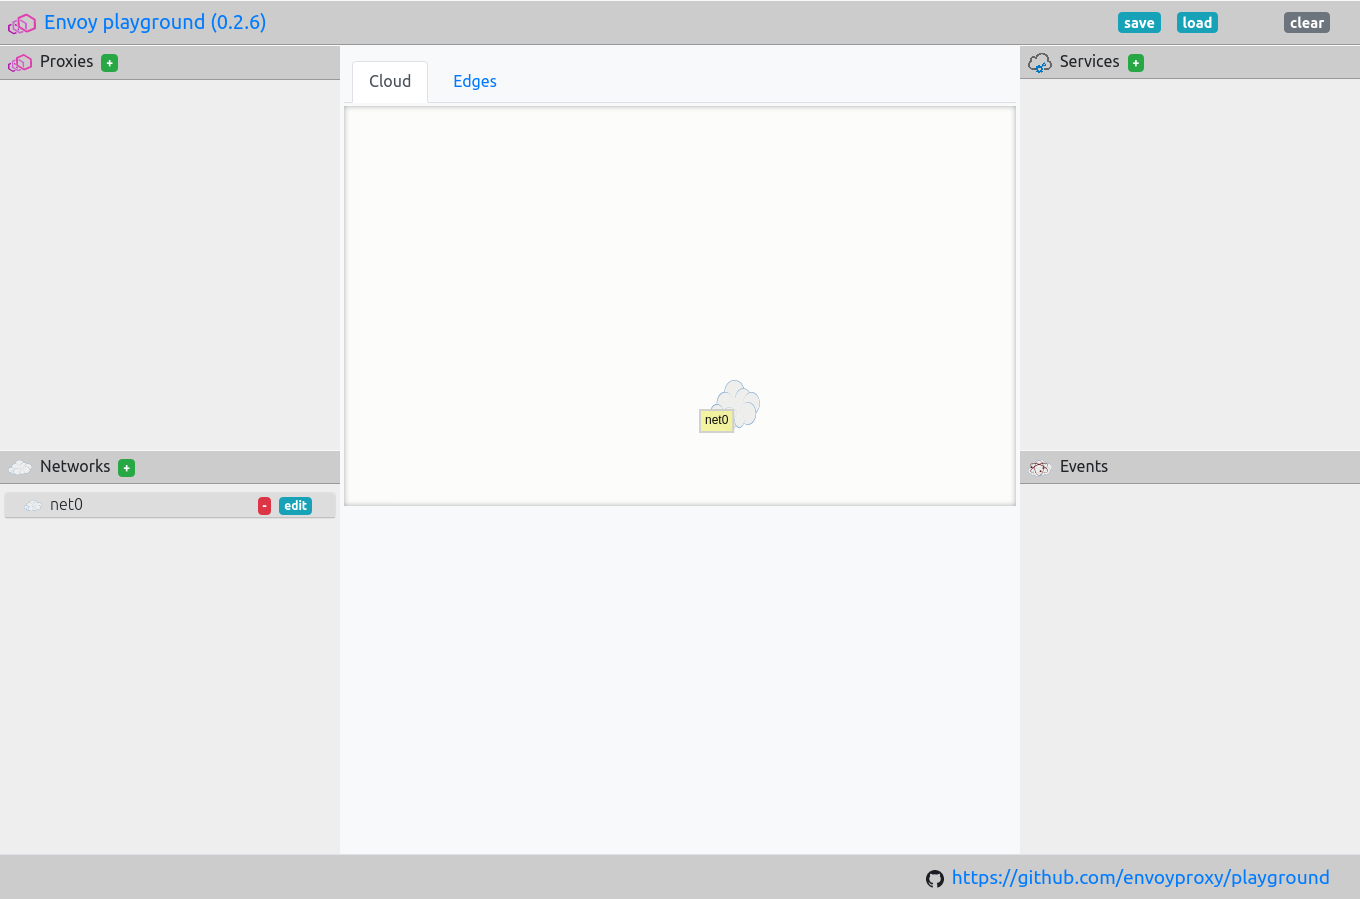 Envoy playground (0.2.6)
save load clear
Proxies +
Cloud Edges
Services +
net0
Networks +
net0 - edit
Events
https://github.com/envoyproxy/playground